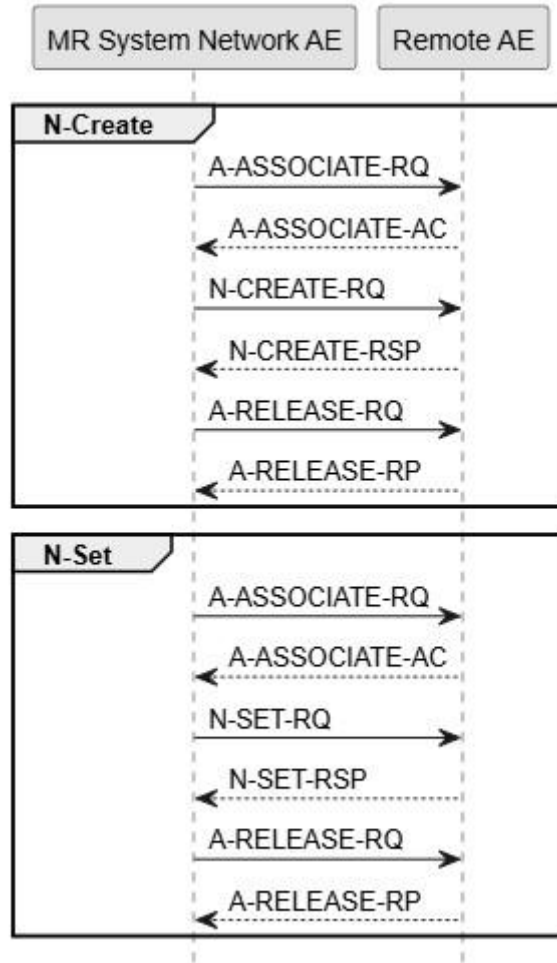 MR System Network AE
Remote AE
N-Create
A-ASSOCIATE-RQ
A-ASSOCIATE-AC
N-CREATE-RQ
N-CREATE-RSP
A-RELEASE-RQ
A-RELEASE-RP
N-Set
A-ASSOCIATE-RQ
A-ASSOCIATE-AC
N-SET-RQ
N-SET-RSP
A-RELEASE-RQ
A-RELEASE-RP